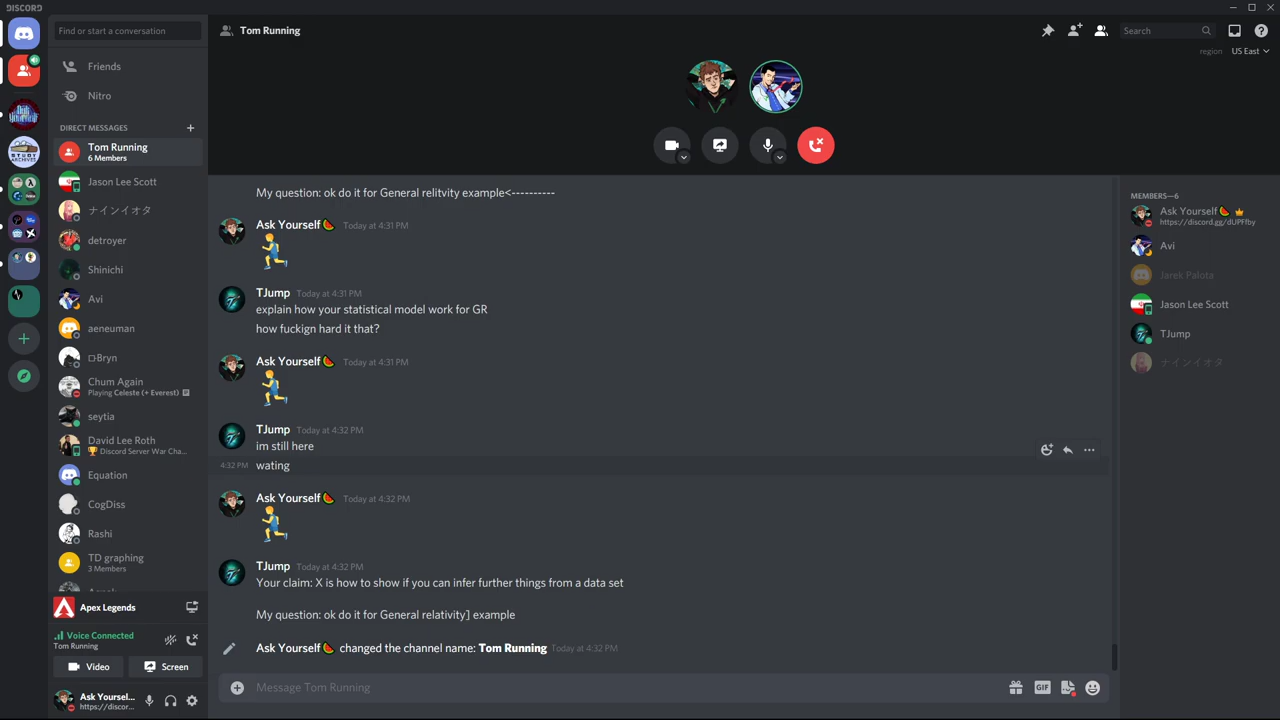 DISCORD
Find or start a conversation
Friends
Nitro
DIRECT MESSAGES
Tom Running
6 Members
Jason Lee Scott
ナインイオタ
detroyer
Shinichi
Avi
aeneuman
□Bryn
Chum Again
Playing Celeste (+ Everest)
seytia
David Lee Roth
Discord Server War Cha...
Equation
CogDiss
Rashi
TD graphing
3 Members
Apex Legends
Voice Connected
Tom Running
Video
Screen
Ask Yoursel...
https://discor...
Tom Running
Search
region US East
My question: ok do it for General relitvity example<----------
Ask Yourself🍉 Today at 4:31 PM
TJump Today at 4:31 PM
explain how your statistical model work for GR
how fuckign hard it that?
Ask Yourself🍉 Today at 4:31 PM
TJump Today at 4:32 PM
im still here
4:32 PM wating
Ask Yourself🍉 Today at 4:32 PM
TJump Today at 4:32 PM
Your claim: X is how to show if you can infer further things from a data set
My question: ok do it for General relativity] example
Ask Yourself🍉 changed the channel name: Tom Running Today at 4:32 PM
Message Tom Running
GIF
MEMBERS—6
Ask Yourself🍉
https://discord.gg/dUPFfby
Avi
Jarek Palota
Jason Lee Scott
TJump
ナインイオタ